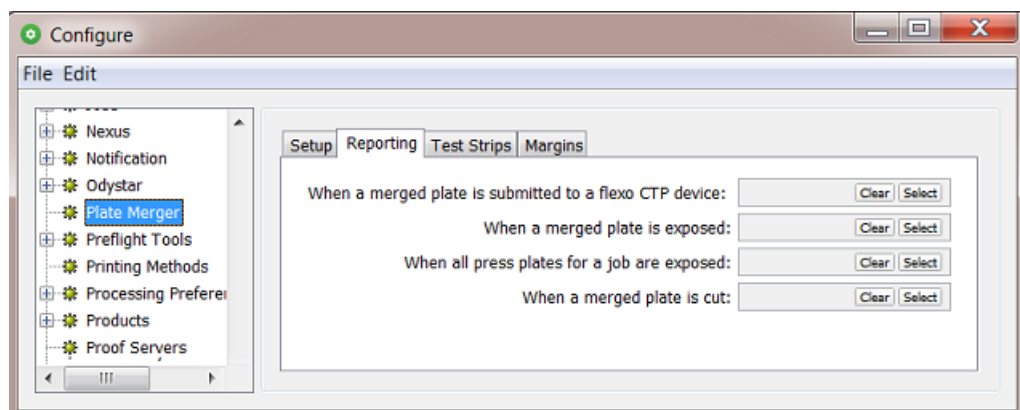 Configure
File Edit
Nexus
Notification
Odystar
Plate Merger
Preflight Tools
Printing Methods
Processing Preferer
Products
Proof Servers
Setup Reporting Test Strips Margins
When a merged plate is submitted to a flexo CTP device: Clear Select
When a merged plate is exposed: Clear Select
When all press plates for a job are exposed: Clear Select
When a merged plate is cut: Clear Select